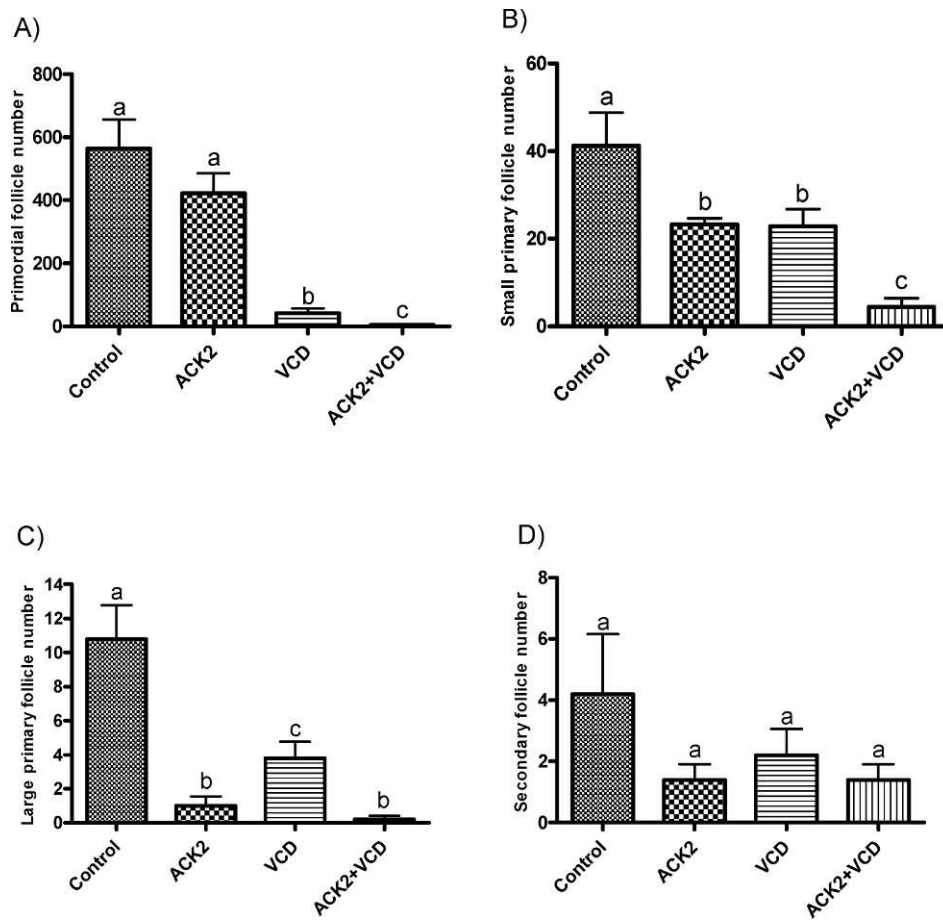 A)
Primordial follicle number
800
600
400
200
0
a
a
b
c
Control
ACK2
VCD
ACK2+VCD
B)
Small primary follicle number
60
40
20
0
a
b
b
c
Control
ACK2
VCD
ACK2+VCD
C)
Large primary follicle number
14
12
10
8
6
4
2
0
a
b
c
b
Control
ACK2
VCD
ACK2+VCD
D)
Secondary follicle number
8
6
4
2
0
a
a
a
a
Control
ACK2
VCD
ACK2+VCD